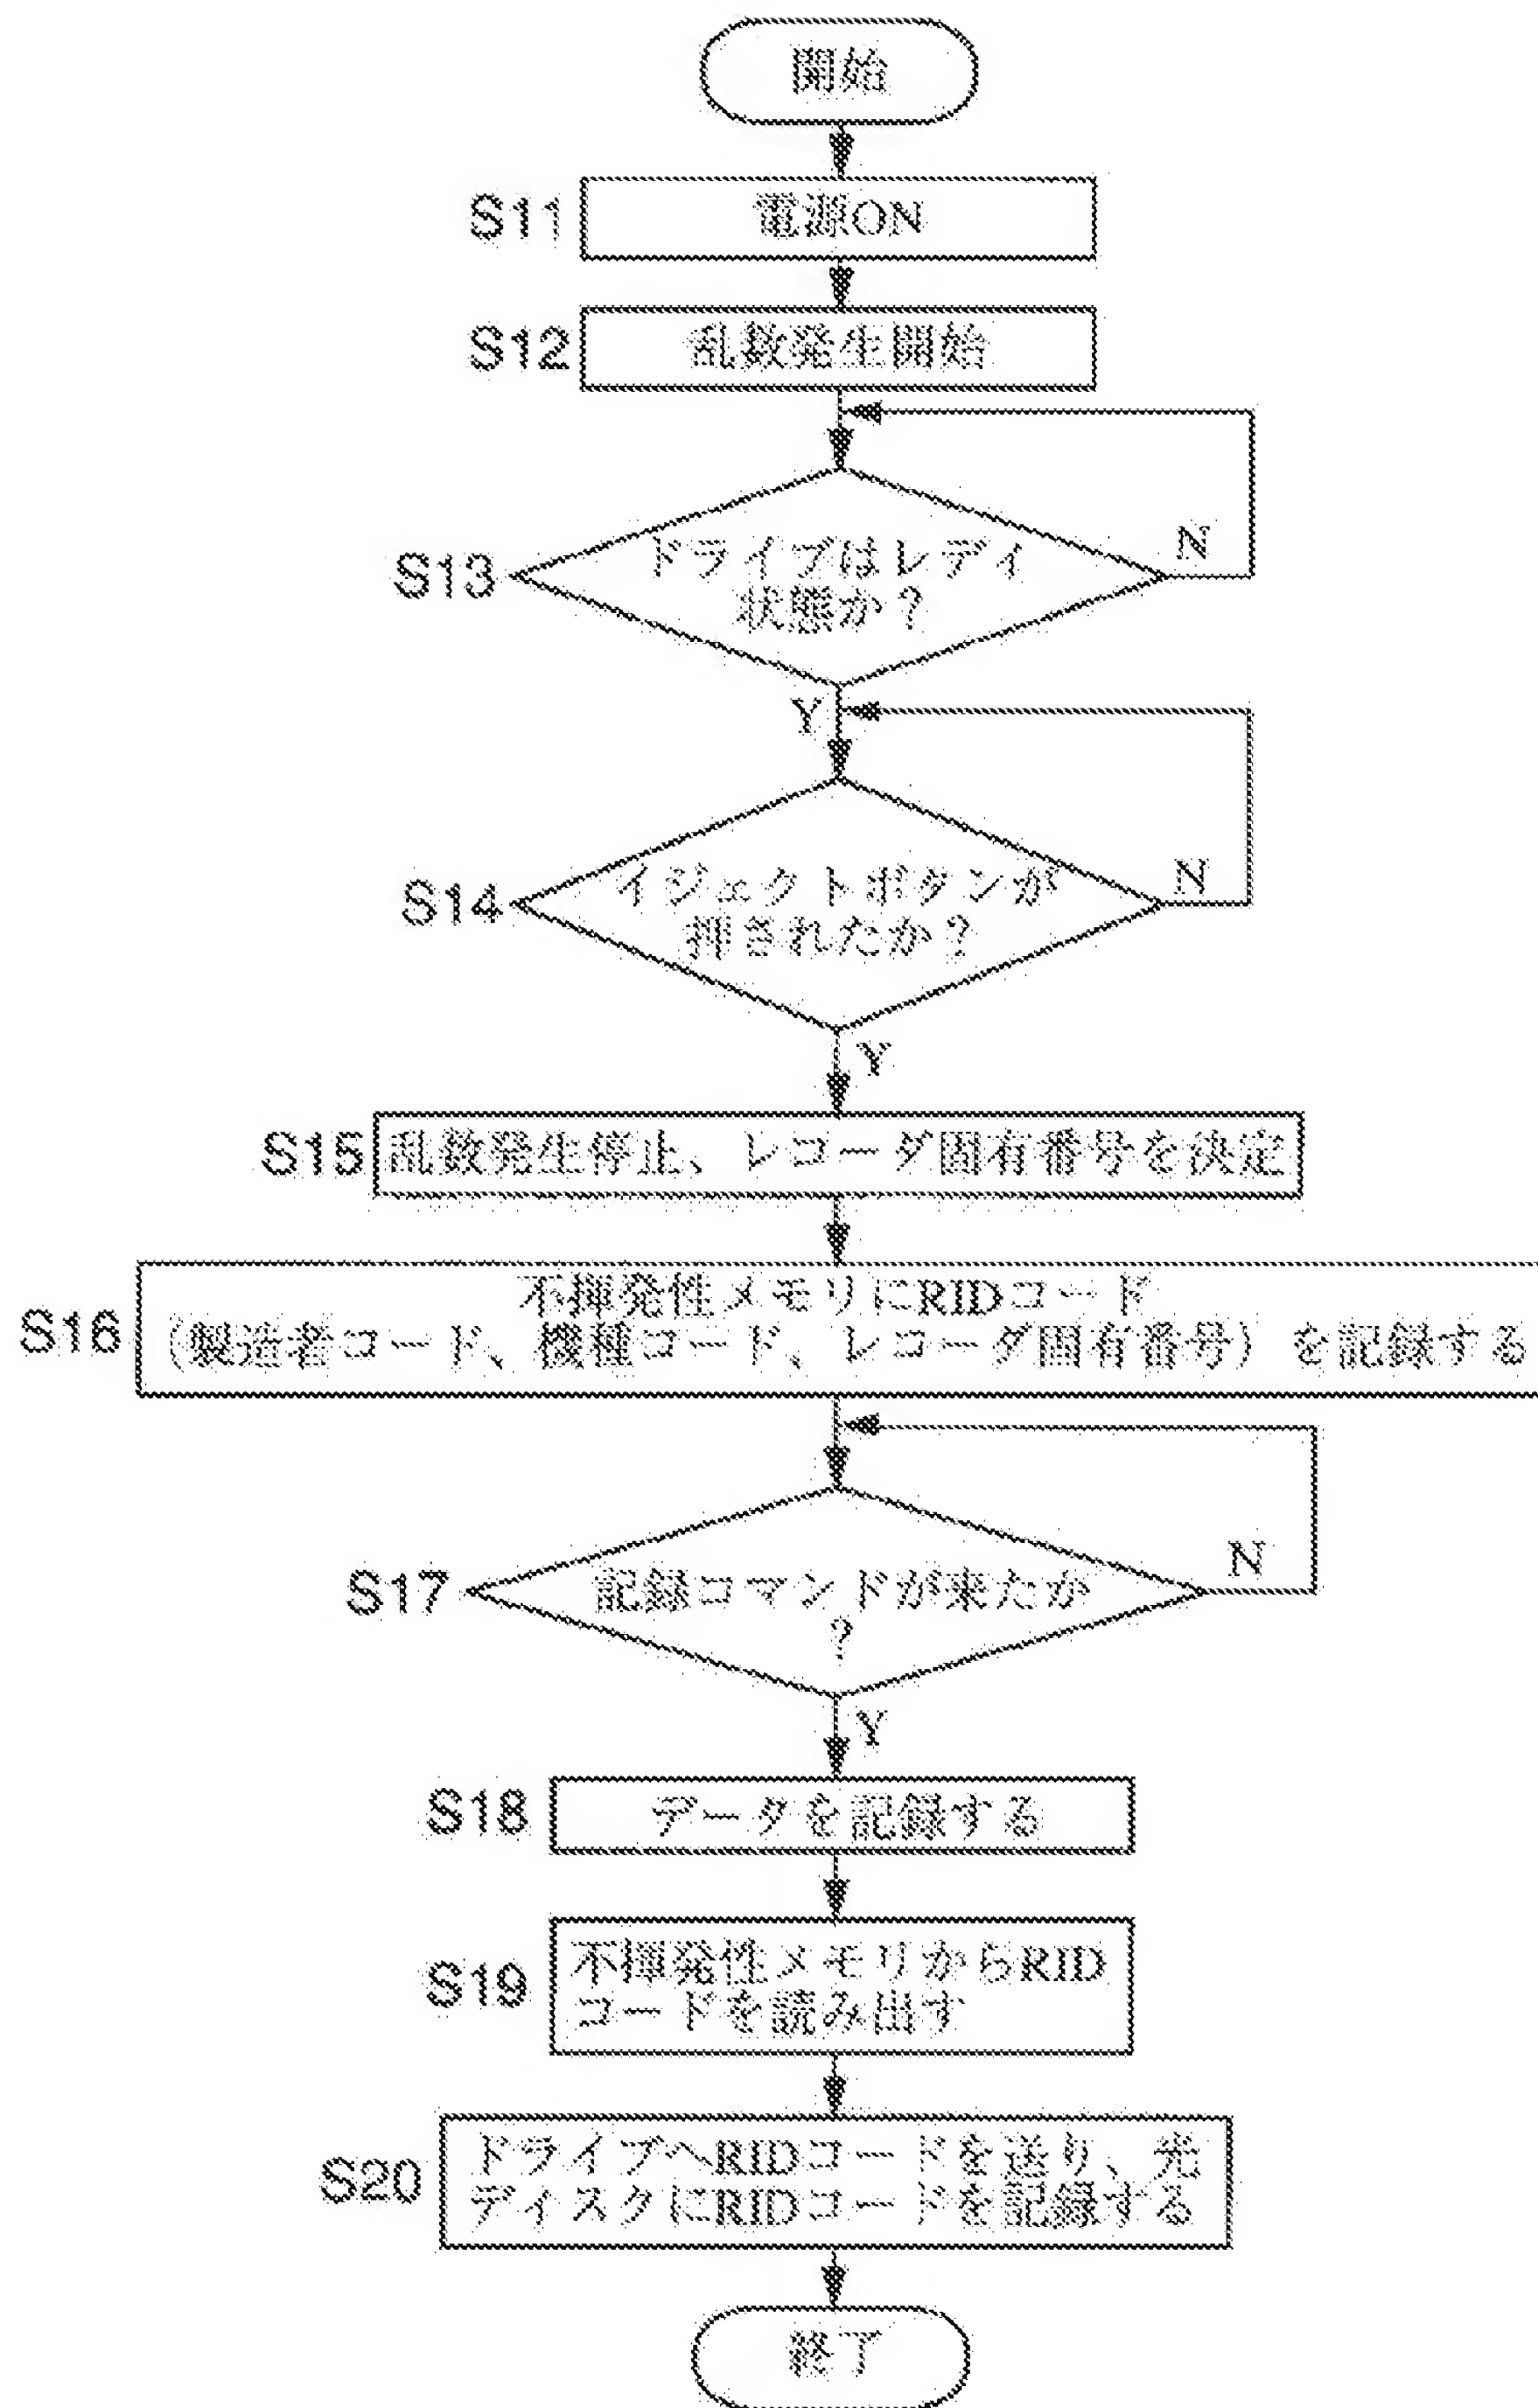 開始
S11
電源ON
S12
乱数発生開始
S13
ドライブはレディ
状態か？
N
Y
S14
イジェクトボタンが
押されたか？
N
Y
S15
乱数発生停止、レコーダ固有番号を決定
S16
不揮発性メモリにRIDコード
（製造者コード、機種コード、レコーダ固有番号）を記録する
S17
記録コマンドが来たか
？
N
Y
S18
データを記録する
S19
不揮発性メモリからRID
コードを読み出す
S20
ドライブへRIDコードを送り、光
ディスクにRIDコードを記録する
終了